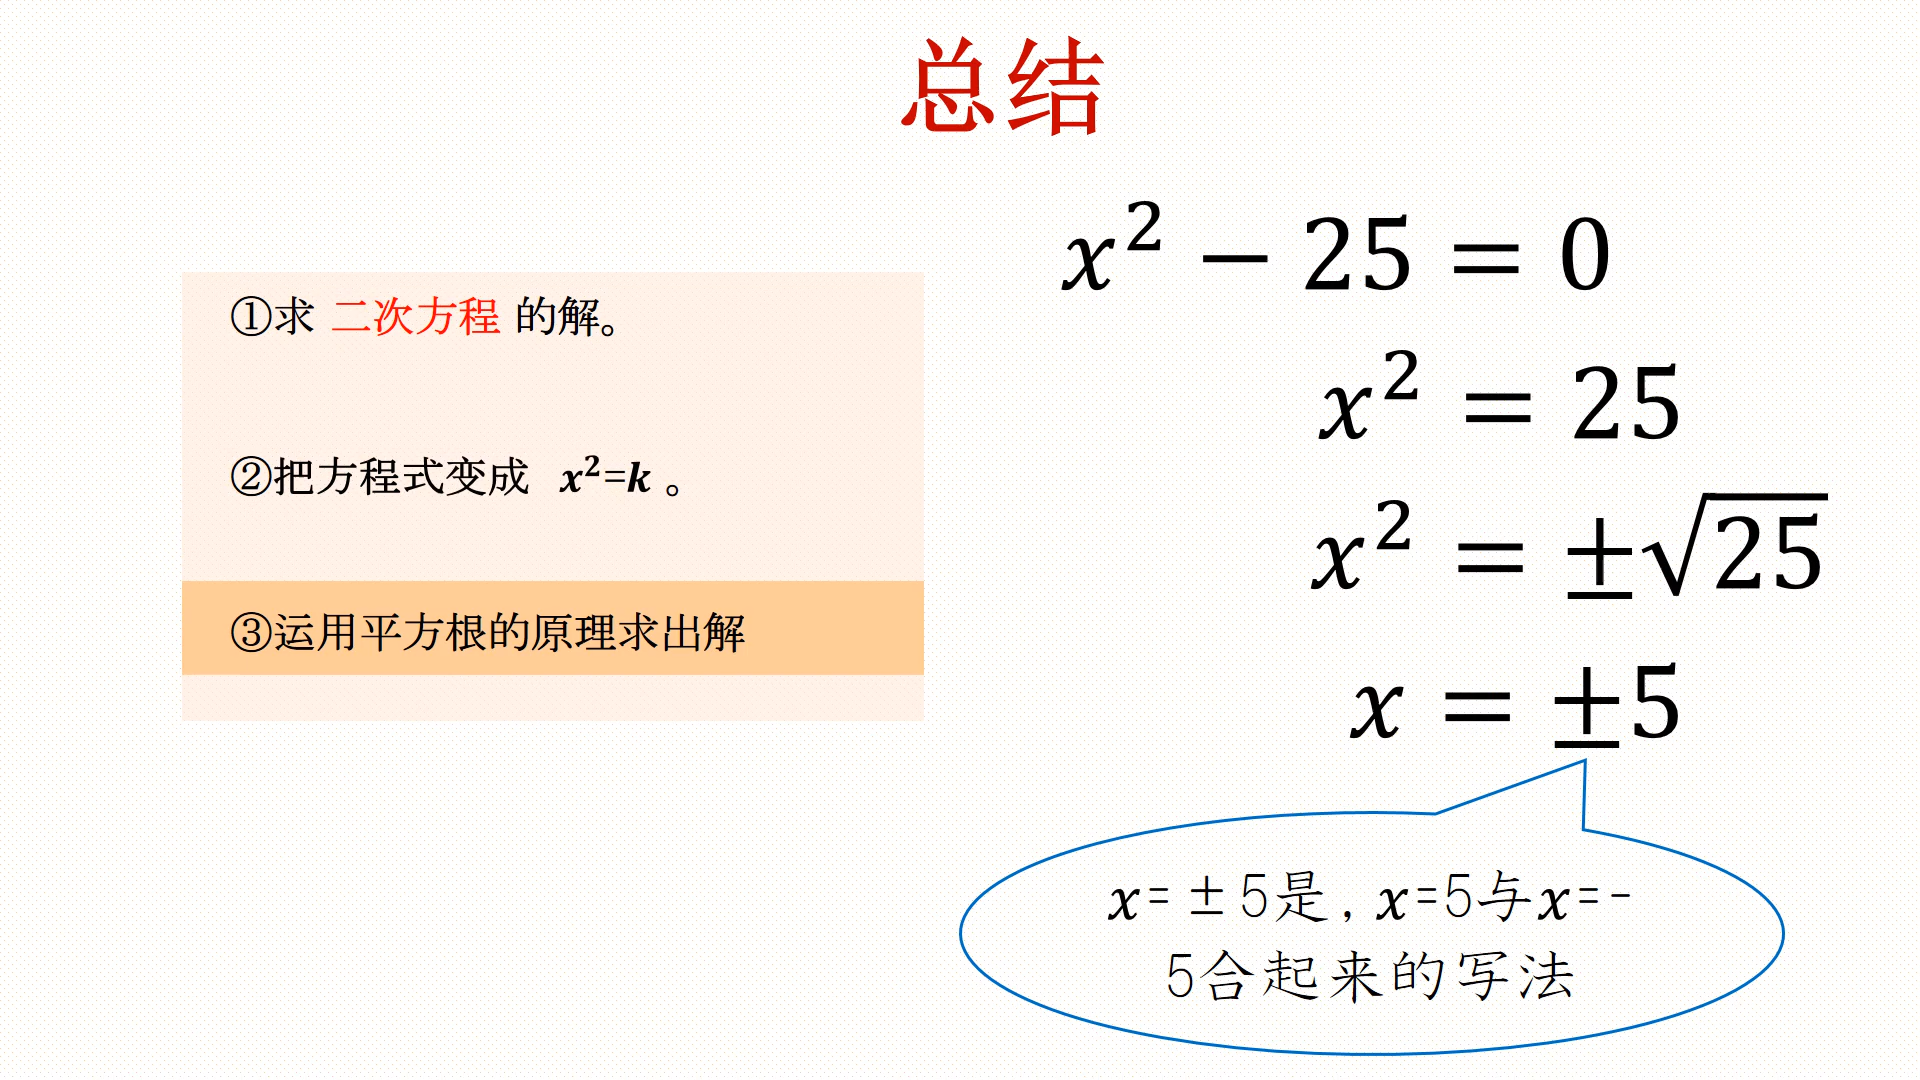 总结
①求 二次方程 的解。
②把方程式变成 x²=k 。
③运用平方根的原理求出解
x² − 25 = 0
x² = 25
x² = ±√25
x = ±5
x=±5是，x=5与x=-
5合起来的写法